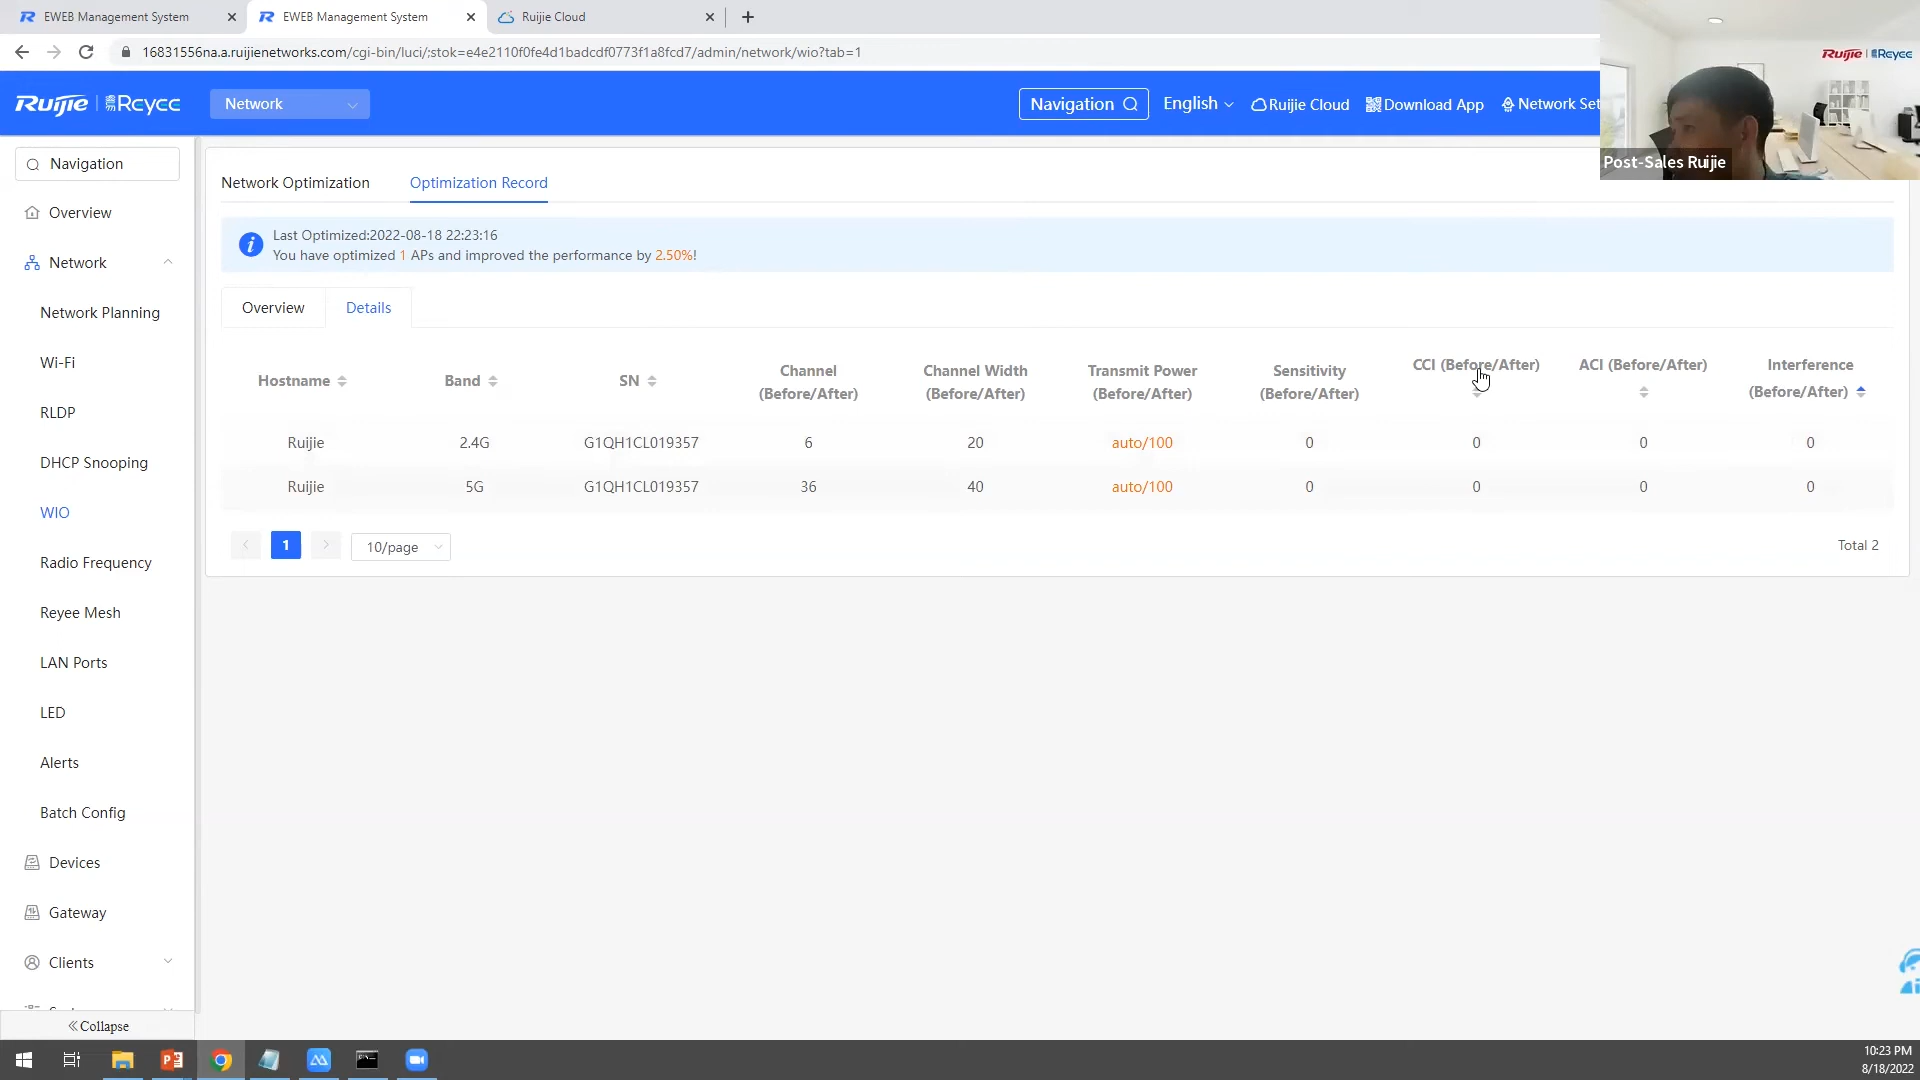 EWEB Management System
EWEB Management System
Ruijie Cloud
16831556na.a.ruijienetworks.com/cgi-bin/luci/;stok=e4e2110f0fe4d1badcdf0773f1a8fcd7/admin/network/wio?tab=1
Ruijie | Reyee
Network
Navigation
English
Ruijie Cloud
Download App
Network Set
Ruijie | Reyee
Post-Sales Ruijie
Navigation
Overview
Network
Network Planning
Wi-Fi
RLDP
DHCP Snooping
WIO
Radio Frequency
Reyee Mesh
LAN Ports
LED
Alerts
Batch Config
Devices
Gateway
Clients
«Collapse
Network Optimization
Optimization Record
Last Optimized:2022-08-18 22:23:16
You have optimized 1 APs and improved the performance by 2.50%!
Overview
Details
Hostname Band SN Channel (Before/After) Channel Width (Before/After) Transmit Power (Before/After) Sensitivity (Before/After) CCI (Before/After) ACI (Before/After) Interference (Before/After)
Ruijie 2.4G G1QH1CL019357 6 20 auto/100 0 0 0 0
Ruijie 5G G1QH1CL019357 36 40 auto/100 0 0 0 0
1
10/page
Total 2
10:23 PM
8/18/2022